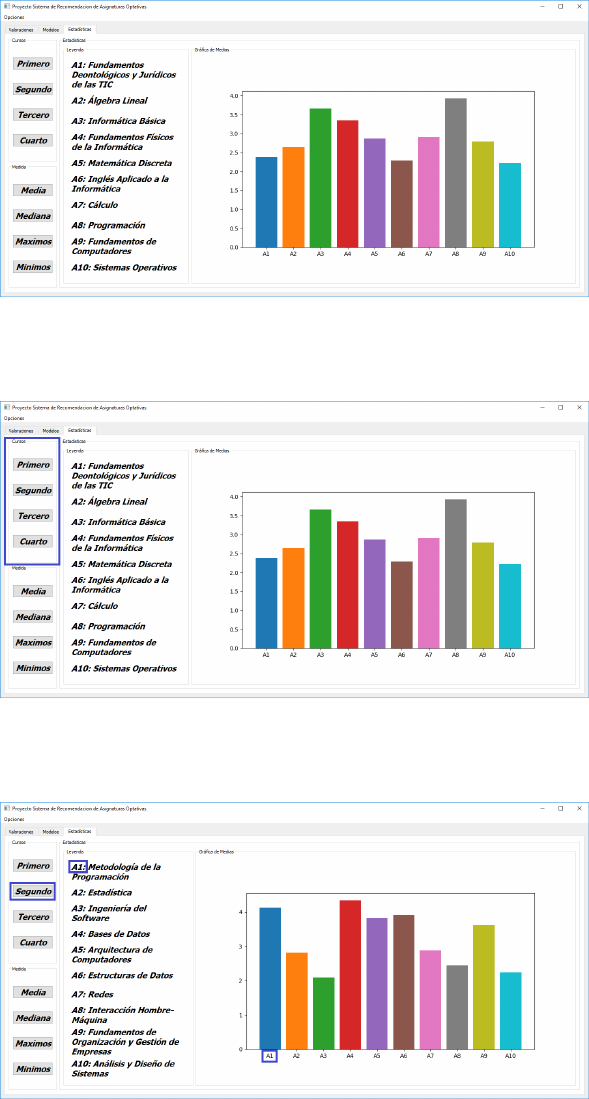 Proyecto Sistema de Recomendacion de Asignaturas Optativas
Opciones
Valoraciones Modelos Estadísticas
Cursos
Primero
Segundo
Tercero
Cuarto
Medida
Media
Mediana
Maximos
Minimos
Estadísticas
Leyenda
A1: Fundamentos
Deontológicos y Jurídicos
de las TIC
A2: Álgebra Lineal
A3: Informática Básica
A4: Fundamentos Físicos
de la Informática
A5: Matemática Discreta
A6: Inglés Aplicado a la
Informática
A7: Cálculo
A8: Programación
A9: Fundamentos de
Computadores
A10: Sistemas Operativos
Gráfica de Medias
4.0
3.5
3.0
2.5
2.0
1.5
1.0
0.5
0.0
A1 A2 A3 A4 A5 A6 A7 A8 A9 A10
Proyecto Sistema de Recomendacion de Asignaturas Optativas
Opciones
Valoraciones Modelos Estadísticas
Cursos
Primero
Segundo
Tercero
Cuarto
Medida
Media
Mediana
Maximos
Minimos
Estadísticas
Leyenda
A1: Fundamentos
Deontológicos y Jurídicos
de las TIC
A2: Álgebra Lineal
A3: Informática Básica
A4: Fundamentos Físicos
de la Informática
A5: Matemática Discreta
A6: Inglés Aplicado a la
Informática
A7: Cálculo
A8: Programación
A9: Fundamentos de
Computadores
A10: Sistemas Operativos
Gráfica de Medias
4.0
3.5
3.0
2.5
2.0
1.5
1.0
0.5
0.0
A1 A2 A3 A4 A5 A6 A7 A8 A9 A10
Proyecto Sistema de Recomendacion de Asignaturas Optativas
Opciones
Valoraciones Modelos Estadísticas
Cursos
Primero
Segundo
Tercero
Cuarto
Medida
Media
Mediana
Maximos
Minimos
Estadísticas
Leyenda
A1: Metodología de la
Programación
A2: Estadística
A3: Ingeniería del
Software
A4: Bases de Datos
A5: Arquitectura de
Computadores
A6: Estructuras de Datos
A7: Redes
A8: Interacción Hombre-
Máquina
A9: Fundamentos de
Organización y Gestión de
Empresas
A10: Análisis y Diseño de
Sistemas
Gráfica de Medias
4
3
2
1
0
A1 A2 A3 A4 A5 A6 A7 A8 A9 A10